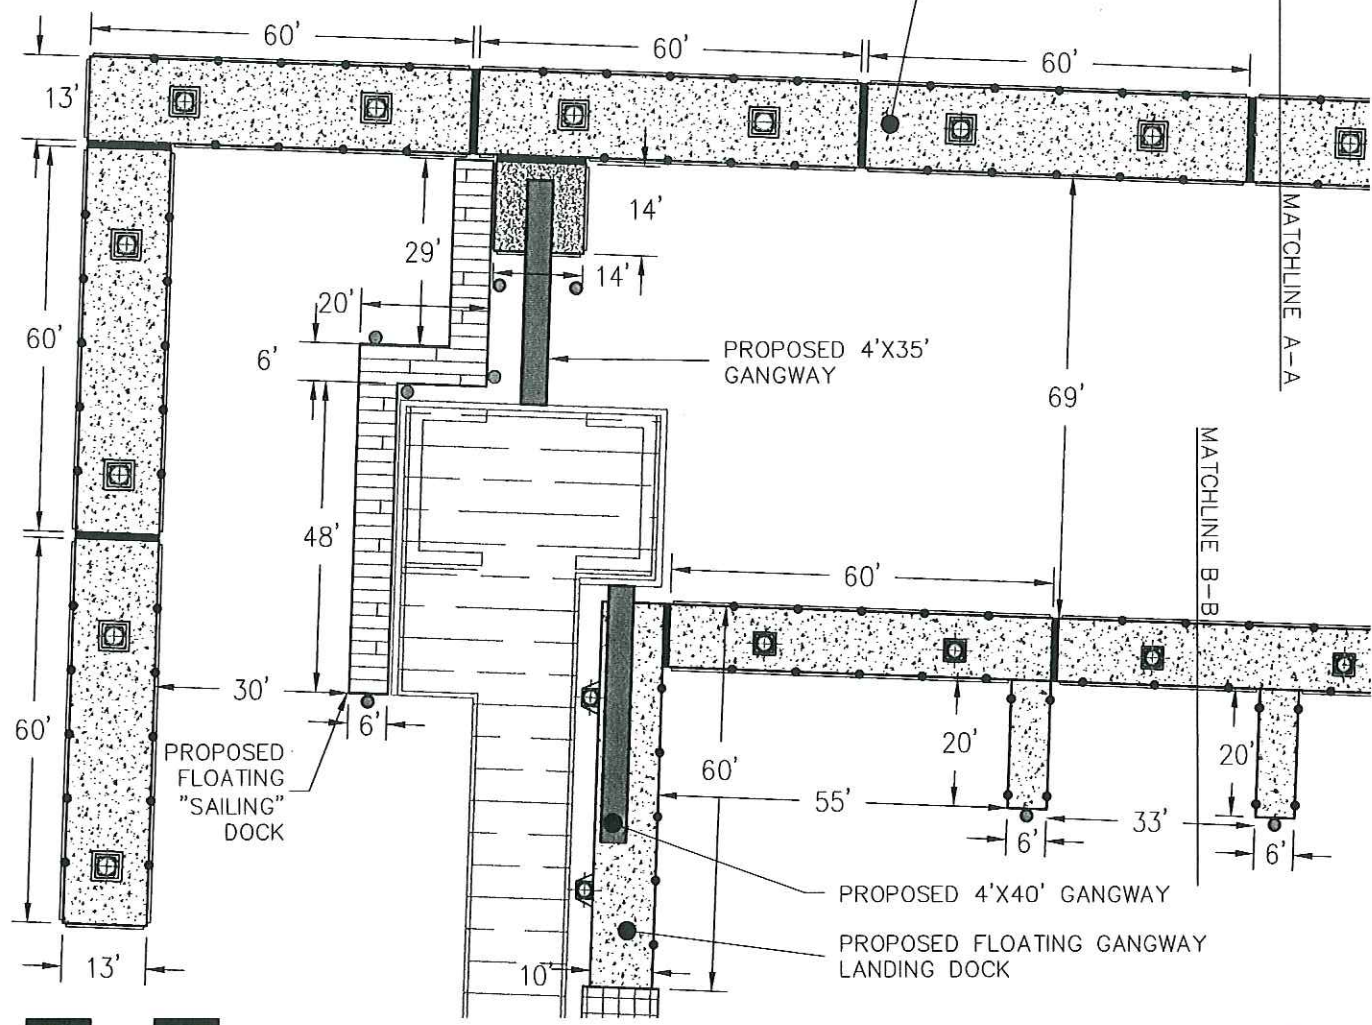 60'
60'
60'
13'
14'
29'
14'
20'
60'
6'
PROPOSED 4'X35'
GANGWAY
MATCHLINE A-A
69'
MATCHLINE B-B
48'
60'
30'
60'
6'
PROPOSED
FLOATING
"SAILING"
DOCK
20'
20'
60'
55'
33'
6'
6'
PROPOSED 4'X40' GANGWAY
PROPOSED FLOATING GANGWAY
LANDING DOCK
13'
10'